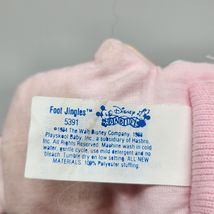 Foot Jingles™
5391
Disney
BABIES
©1984 The Walt Disney Company. 1984
Playskool Baby, Inc., a subsidiary of Hasbro,
Inc. All Rights Reserved. Machine wash in cold
water, gentle cycle, use mild detergent and no
bleach. Tumble dry on low setting. ALL NEW
MATERIALS: 100% Polyester stuffing.